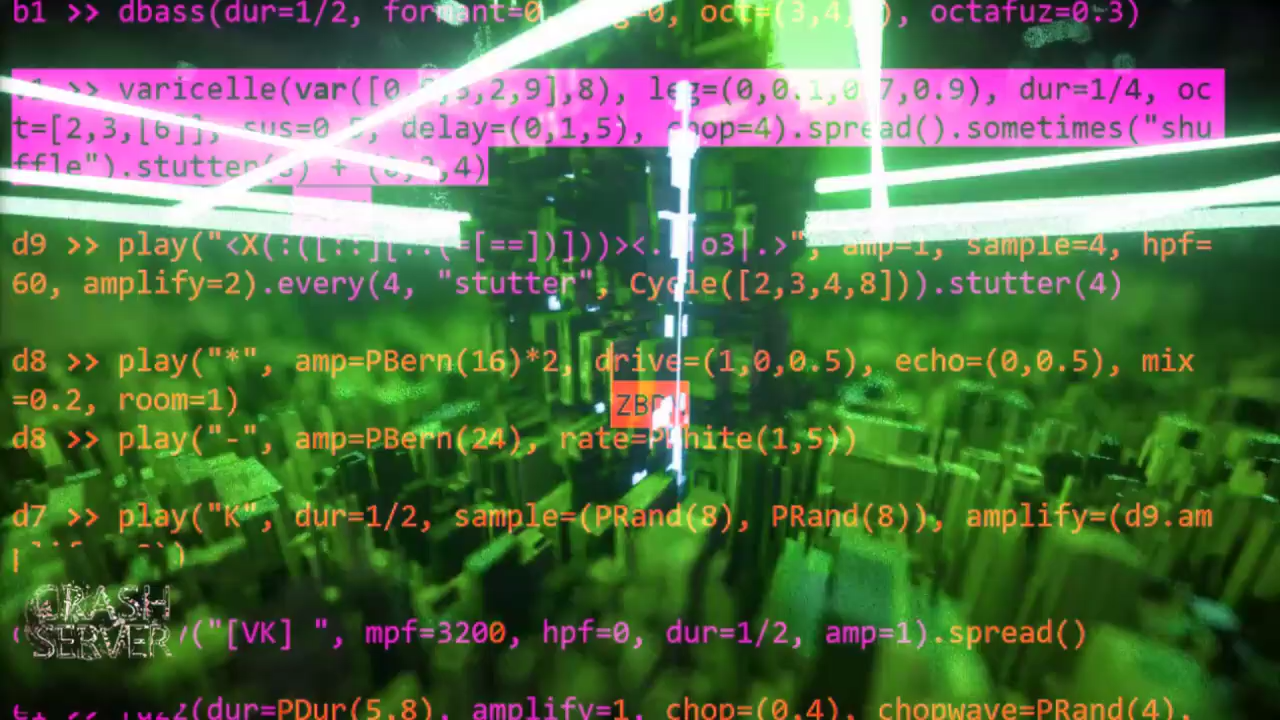 b1 >> dbass(dur=1/2, formant=0, oct=(3,4, ), octafuz=0.3)
>> varicelle(var([0, ,2,9],8), leg=(0,0.1,0.7,0.9), dur=1/4, oc
t=[2,3,[6]], sus=0.5, delay=(0,1,5), chop=4).spread().sometimes("shu
ffle").stutter( ) + (0, ,4)
d9 >> play("<X(:([ ", amp=1, sample=4, hpf=
60, amplify=2).every(4, "stutter", Cycle([2,3,4,8])).stutter(4)
d8 >> play("*", amp=PBern(16)*2, drive=(1,0,0.5), echo=(0,0.5), mix
=0.2, room=1)
d8 >> play("-", amp=PBern(24), rate=PWhite(1,5))
d7 >> play("K", dur=1/2, sample=(PRand(8), PRand(8)), amplify=(d9.am
CRASH
SERVER
("[VK] ", mpf=3200, hpf=0, dur=1/2, amp=1).spread()
>> (dur=PDur(5,8), amplify=1, chop=(0,4), chopwave=PRand(4),